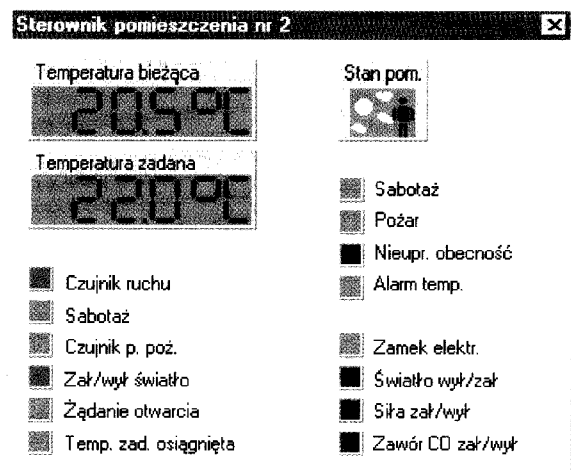 Sterownik pomieszczenia nr 2
Temperatura bieżąca
20.5°C
Temperatura zadana
22.0°C
Czujnik ruchu
Sabotaż
Czujnik p. poż.
Zał/wył światło
Żądanie otwarcia
Temp. zad. osiągnięta
Stan pom.
Sabotaż
Pożar
Nieupr. obecność
Alarm temp.
Zamek elektr.
Światło wył/zał
Siła zał/wył
Zawór CO zał/wył